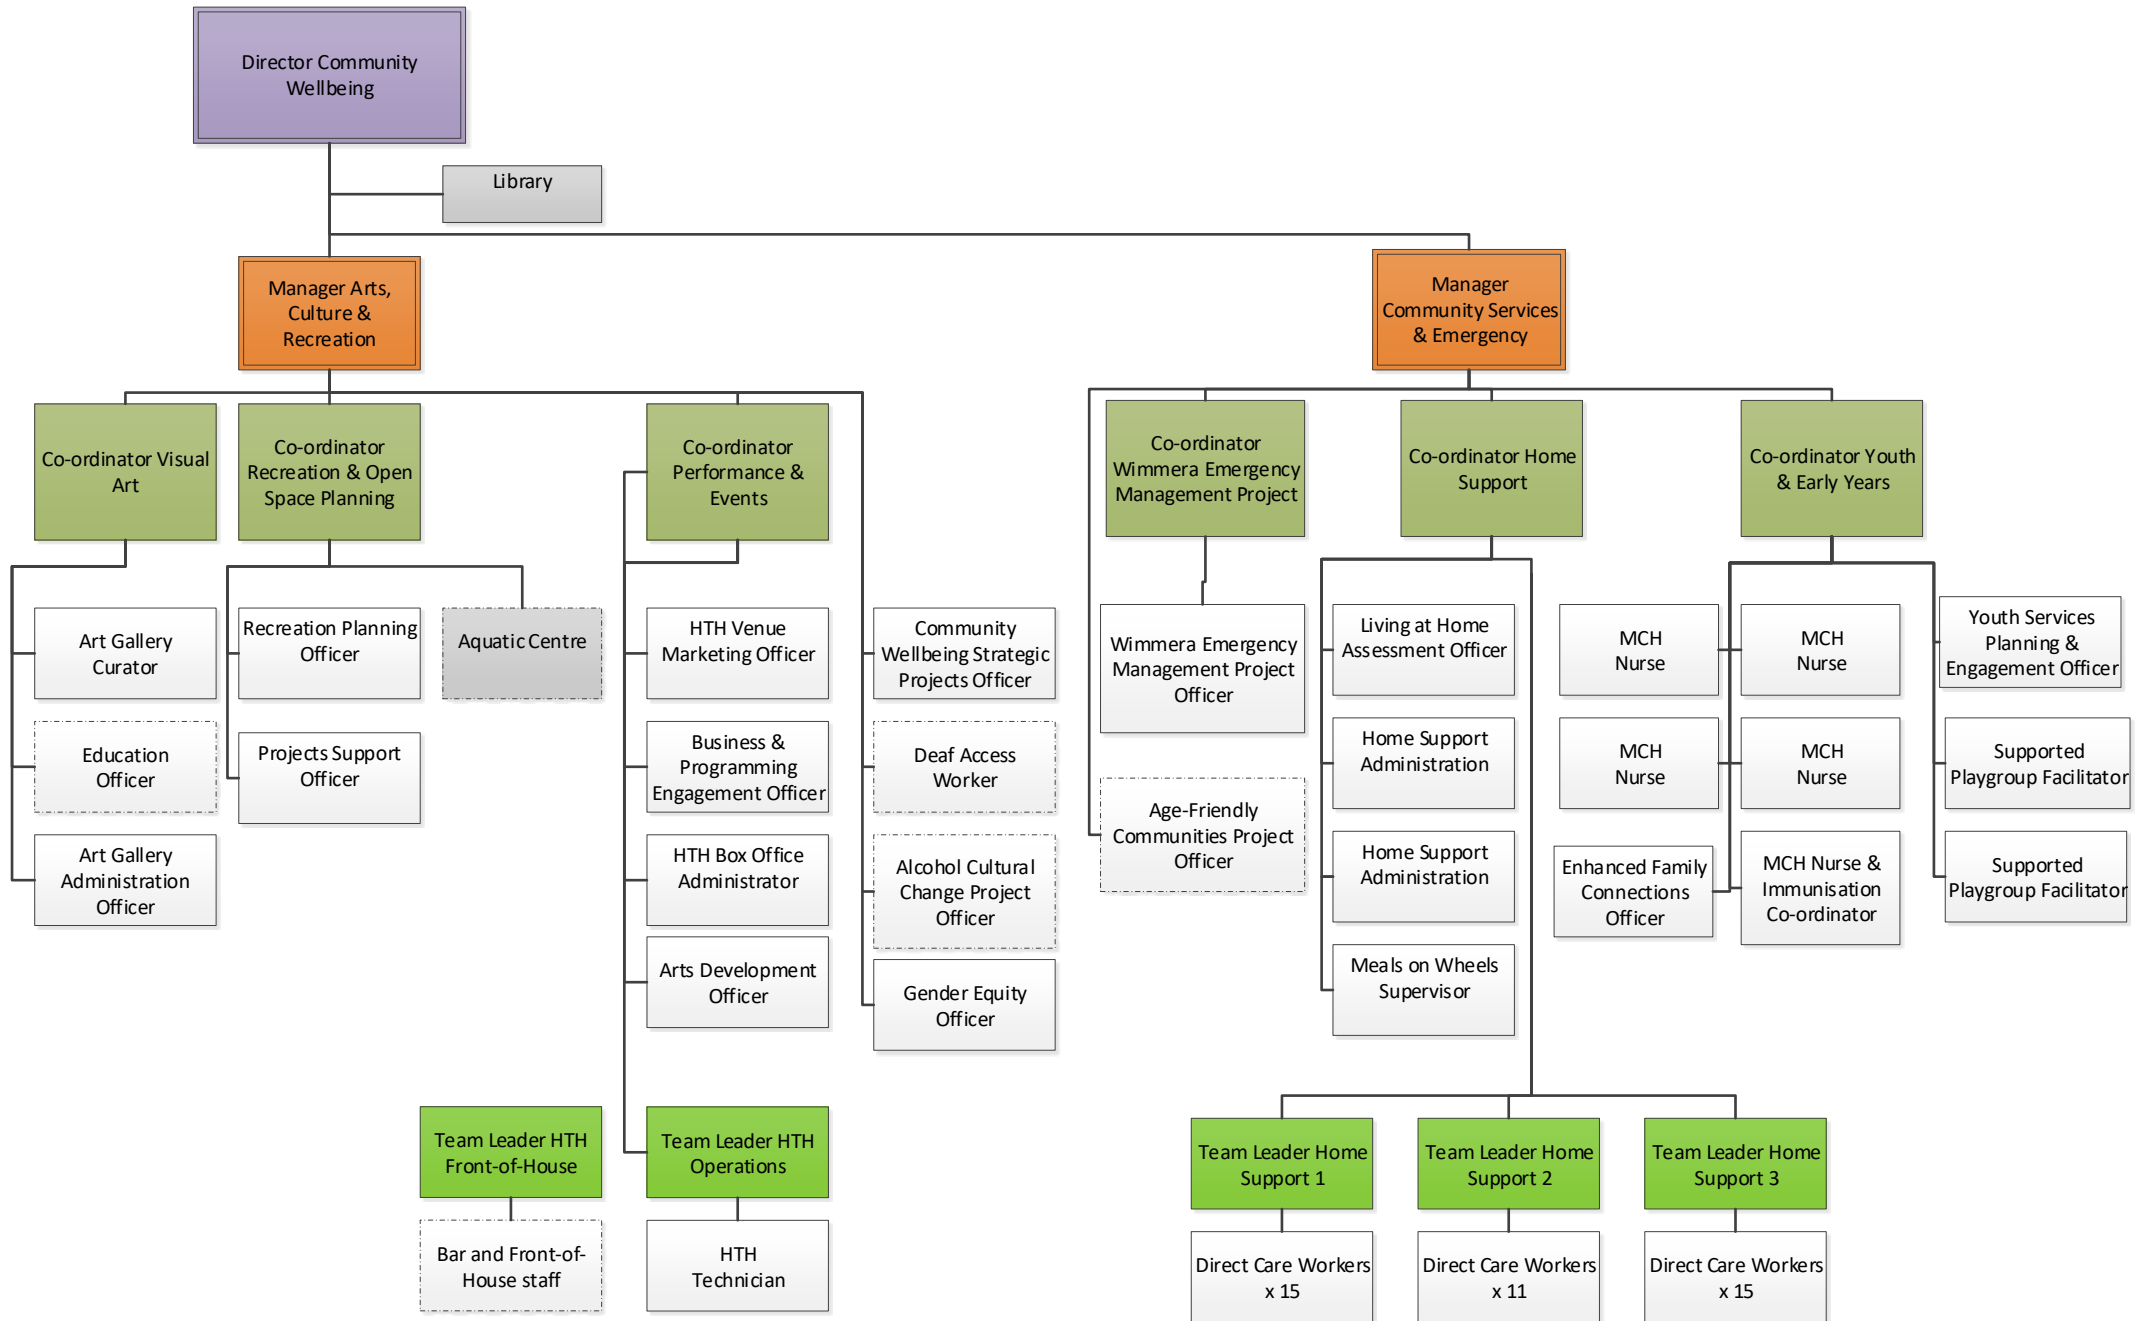 Director Community
Wellbeing
Library
Manager Arts,
Culture &
Recreation
Manager
Community Services
& Emergency
Co-ordinator Visual
Art
Co-ordinator
Recreation & Open
Space Planning
Co-ordinator
Performance &
Events
Co-ordinator
Wimmera Emergency
Management Project
Co-ordinator Home
Support
Co-ordinator Youth
& Early Years
Art Gallery
Curator
Education
Officer
Art Gallery
Administration
Officer
Recreation Planning
Officer
Projects Support
Officer
Aquatic Centre
HTH Venue
Marketing Officer
Business &
Programming
Engagement Officer
HTH Box Office
Administrator
Arts Development
Officer
Community
Wellbeing Strategic
Projects Officer
Deaf Access
Worker
Alcohol Cultural
Change Project
Officer
Gender Equity
Officer
Wimmera Emergency
Management Project
Officer
Age-Friendly
Communities Project
Officer
Living at Home
Assessment Officer
Home Support
Administration
Home Support
Administration
Meals on Wheels
Supervisor
MCH
Nurse
MCH
Nurse
MCH
Nurse
MCH
Nurse
Enhanced Family
Connections
Officer
MCH Nurse &
Immunisation
Co-ordinator
Youth Services
Planning &
Engagement Officer
Supported
Playgroup Facilitator
Supported
Playgroup Facilitator
Team Leader HTH
Front-of-House
Team Leader HTH
Operations
Bar and Front-of-
House staff
HTH
Technician
Team Leader Home
Support 1
Team Leader Home
Support 2
Team Leader Home
Support 3
Direct Care Workers
x 15
Direct Care Workers
x 11
Direct Care Workers
x 15